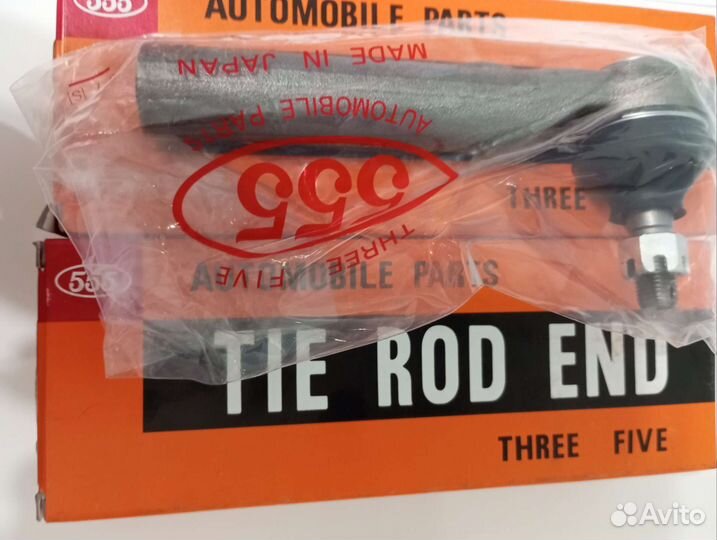 555
AUTOMOBILE PARTS
MADE IN JAPAN
AUTOMOBILE PARTS
555
THREE FIVE
THREE
555
AUTOMOBILE PARTS
TIE ROD END
THREE FIVE
Avito